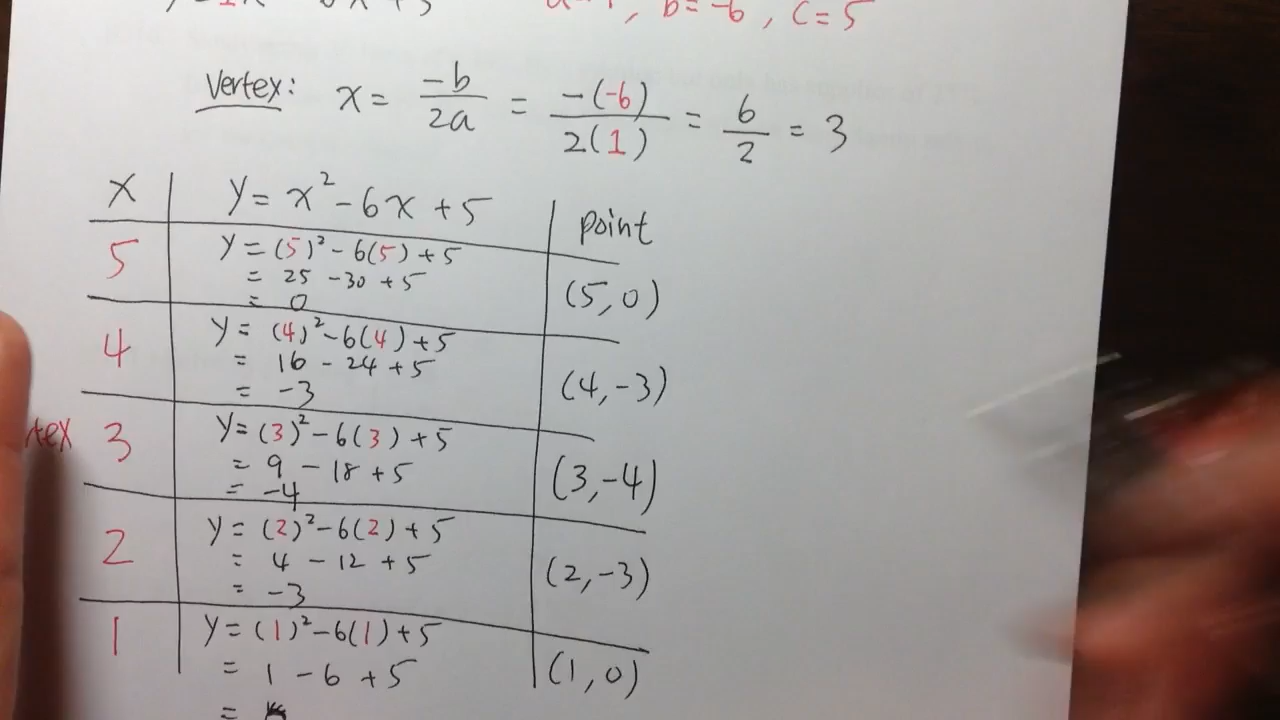 a=1, b=-6, c=5
Vertex: x = -b/2a = -(-6)/2(1) = 6/2 = 3
x y = x² - 6x + 5 point
5 y = (5)² - 6(5) + 5 (5, 0)
= 25 - 30 + 5
= 0
4 y = (4)² - 6(4) + 5 (4, -3)
= 16 - 24 + 5
= -3
3 y = (3)² - 6(3) + 5 (3, -4)
= 9 - 18 + 5
= -4
2 y = (2)² - 6(2) + 5 (2, -3)
= 4 - 12 + 5
= -3
1 y = (1)² - 6(1) + 5 (1, 0)
= 1 - 6 + 5
=